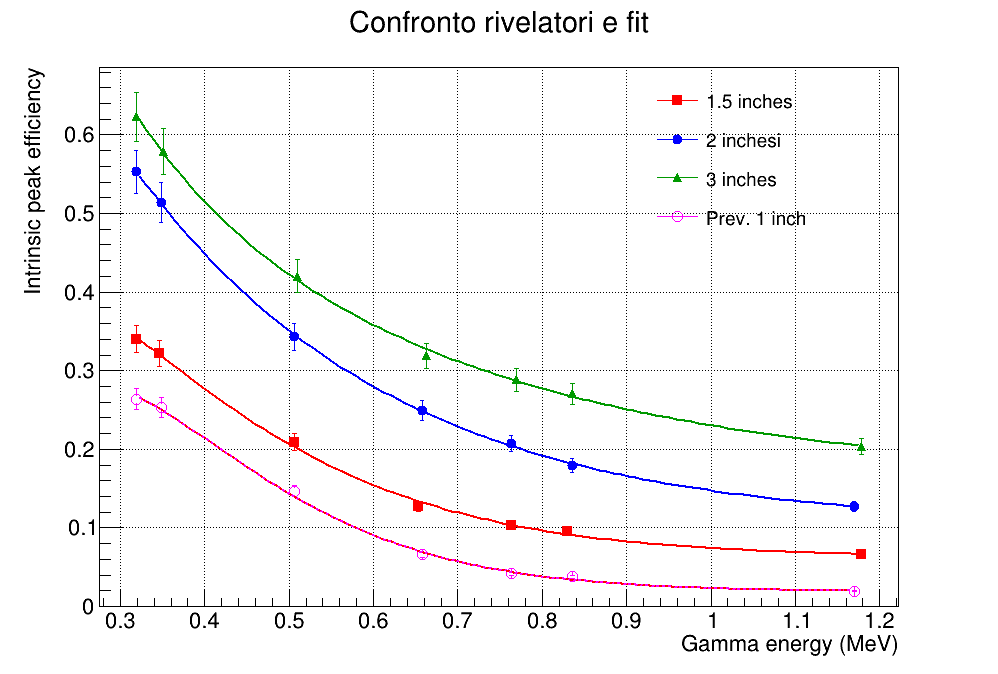 Confronto rivelatori e fit
Intrinsic peak efficiency
1.5 inches
2 inchesi
3 inches
Prev. 1 inch
0.6
0.5
0.4
0.3
0.2
0.1
0
0.3 0.4 0.5 0.6 0.7 0.8 0.9 1 1.1 1.2
Gamma energy (MeV)